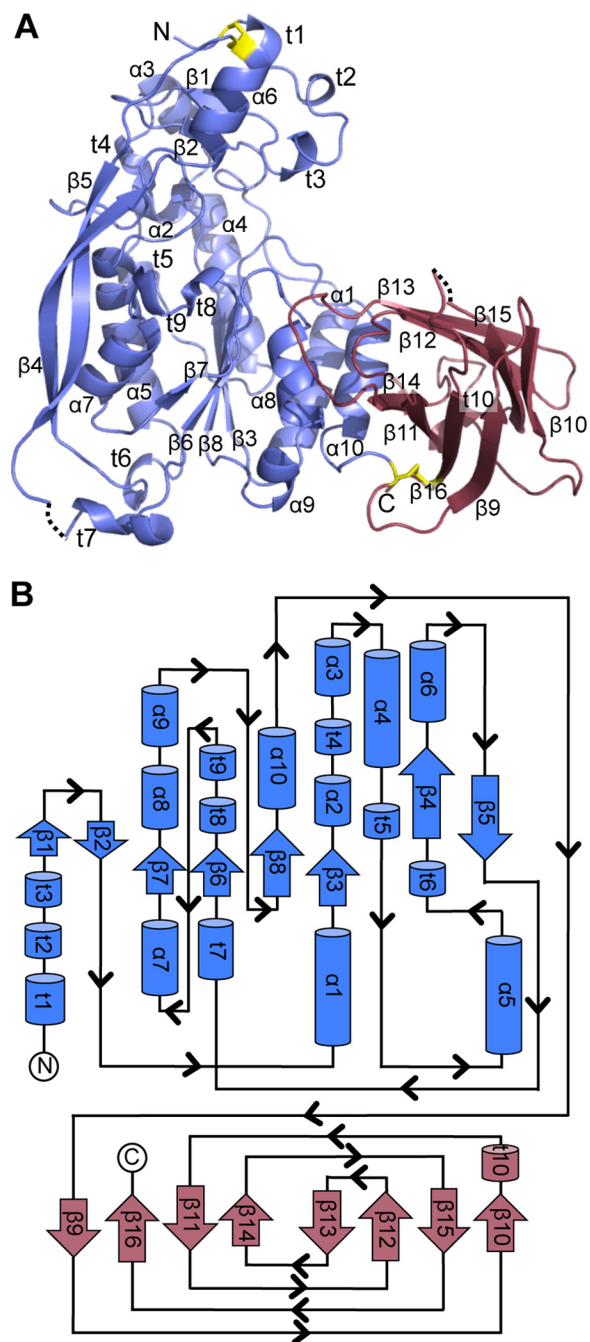 A
N
t1
α3
β1
t2
α6
t4
β2
t3
β5
α2
α4
t5
α1
β13
t8
β15
t9
β12
β4
β7
β14
t10
α5
α8
α7
β11
β10
β6
β8
β3
α10
t6
β16
C
β9
α9
t7
B
α3
α6
α9
α4
t9
α10
t4
α8
t8
α2
β4
β1
β2
t5
β5
β7
β6
β8
β3
t3
t6
t2
α7
t7
α1
α5
t1
N
C
t10
β9
β16
β11
β14
β13
β12
β15
β10